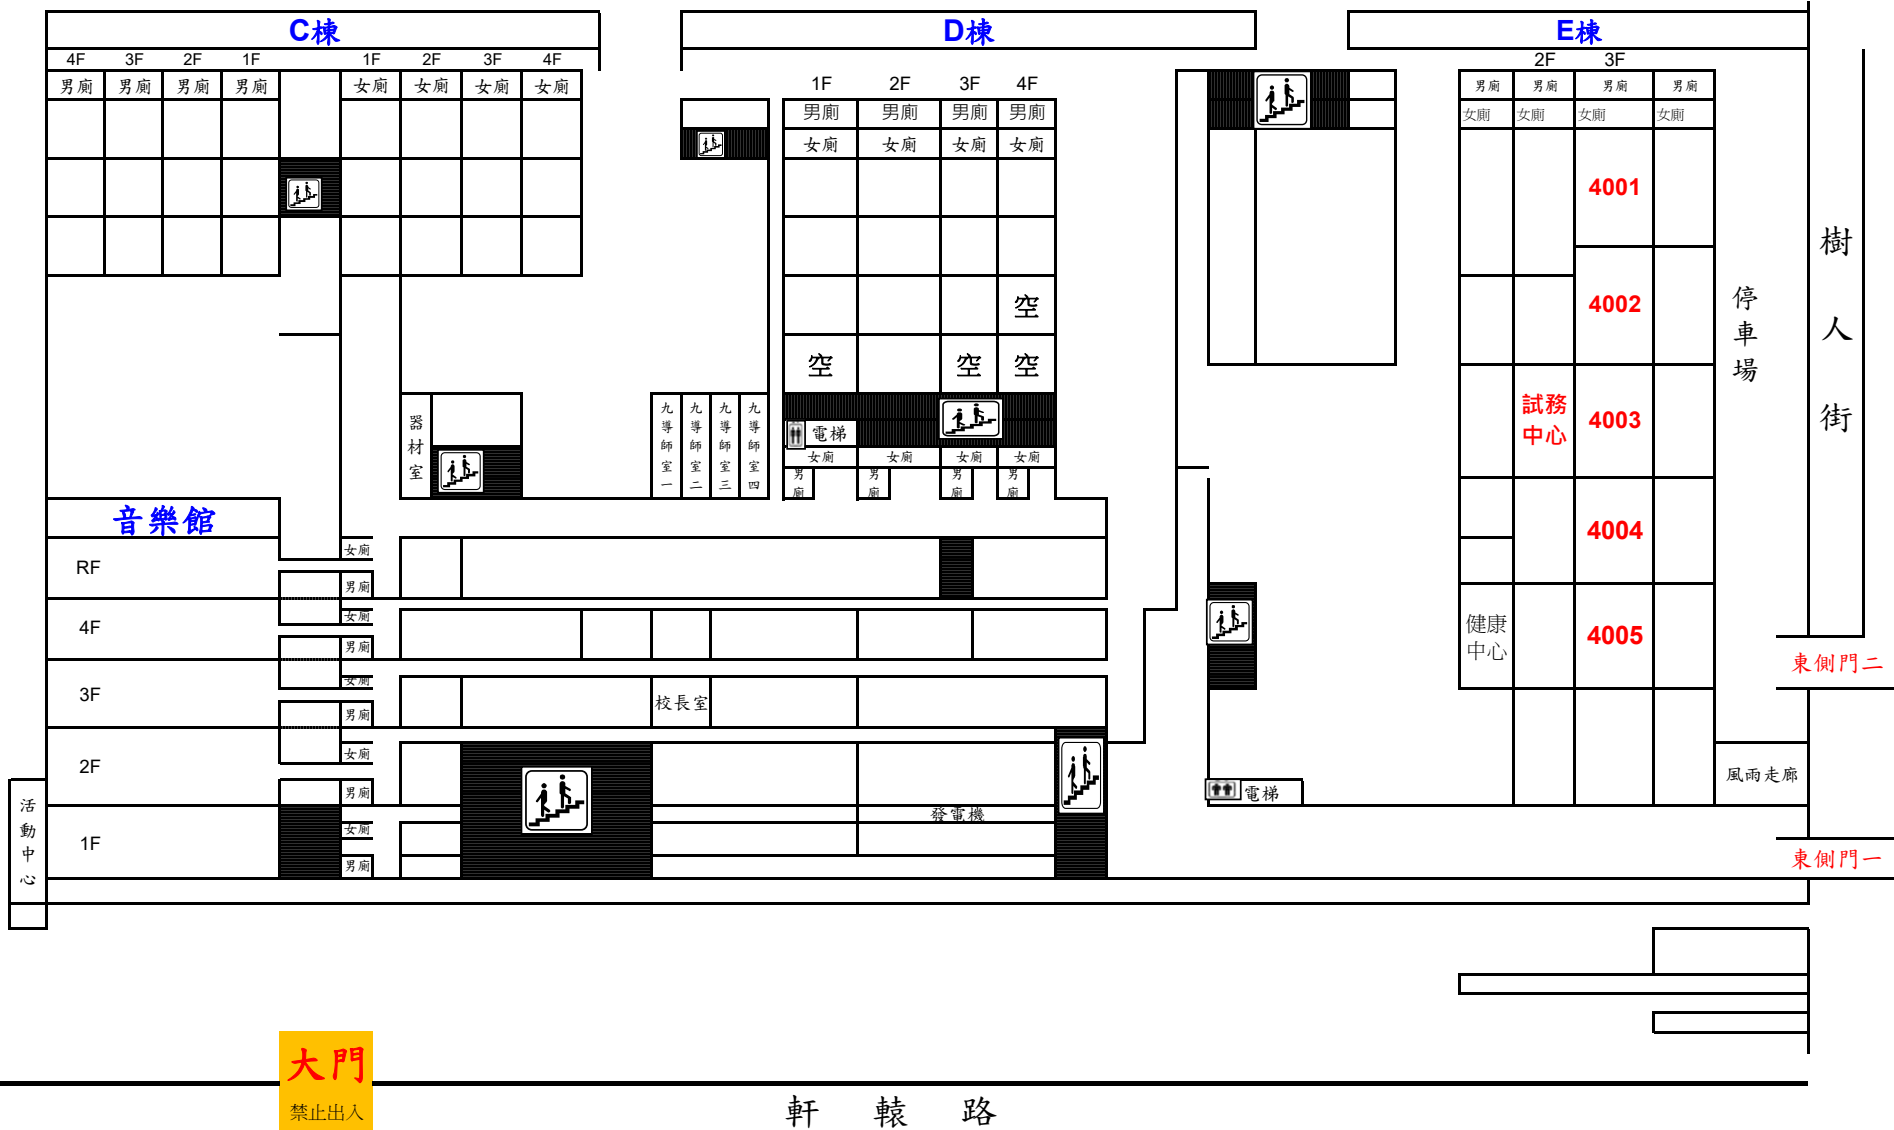 C棟
D棟
E棟
4F 3F 2F 1F 1F 2F 3F 4F
2F 3F
男廁 男廁 男廁 男廁 女廁 女廁 女廁 女廁
1F 2F 3F 4F
男廁 男廁 男廁 男廁
男廁 男廁 男廁 男廁
女廁 女廁 女廁 女廁
女廁 女廁 女廁 女廁
4001
4002
4003
4004
4005
試務
中心
健康
中心
停車場
樹人街
空
空 空 空
電梯
女廁 女廁 女廁 女廁
男廁 男廁 男廁 男廁
器材室
九導師室一
九導師室二
九導師室三
九導師室四
音樂館
RF
女廁
男廁
4F
女廁
男廁
3F
女廁
男廁
校長室
2F
女廁
男廁
1F
女廁
男廁
發電機
電梯
風雨走廊
東側門二
東側門一
活動中心
大門
禁止出入
軒轅路